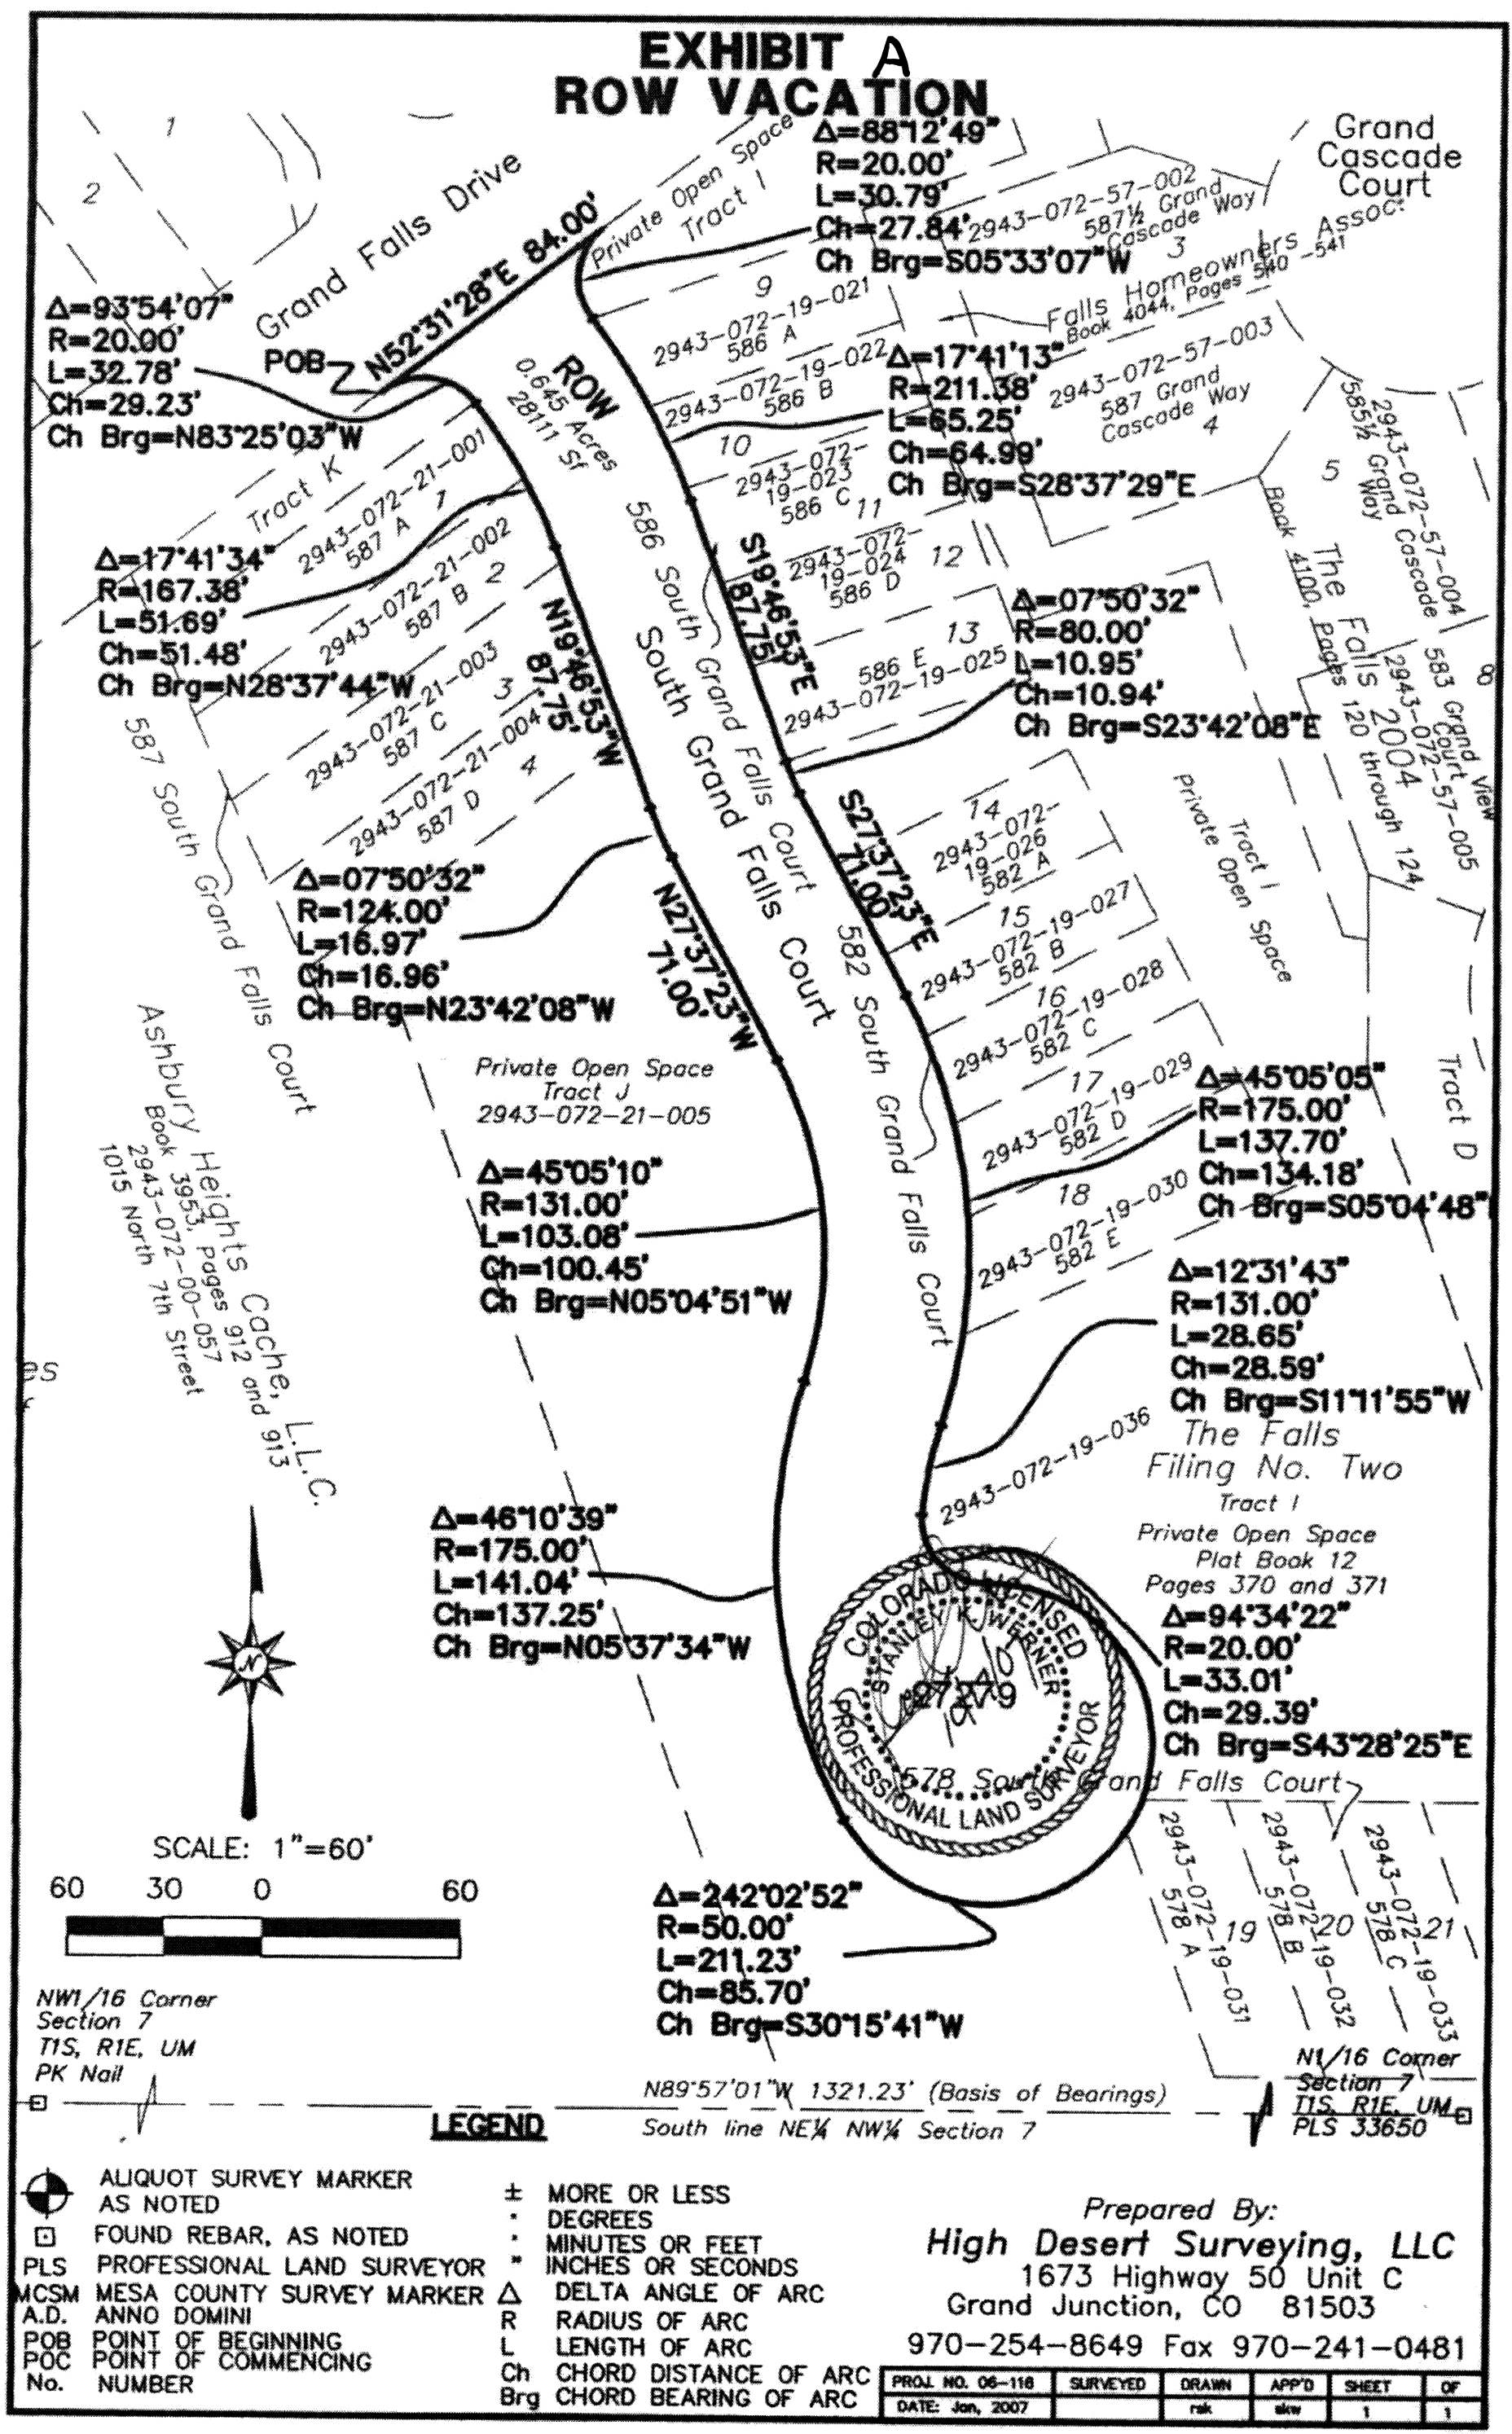 EXHIBIT A
ROW VACATION
Δ=88°12'49"
R=20.00'
L=30.79'
Ch=27.84'
Ch Brg=S05°33'07"W
Grand
Cascade
Court
1
2
Grand Falls Drive
Private Open Space
Tract I
N52°31'28"E 84.00'
POB
2943-072-57-002
587½ Grand
Cascade Way
3
Falls Homeowners Assoc.
Book 4044, Pages 540 -541
Δ=93°54'07"
R=20.00'
L=32.78'
Ch=29.23'
Ch Brg=N83°25'03"W
9
2943-072-19-021
586 A
2943-072-19-022
586 B
10
ROW
0.645 Acres
28111 Sf
Δ=17°41'13"
R=211.38'
L=65.25'
Ch=64.99'
Ch Brg=S28°37'29"E
2943-072-57-003
587 Grand
Cascade Way
4
5
2943-072-57-004
585½ Grand Cascade
Way
Tract K
2943-072-21-001
587 A
1
2943-072-
19-023
586 C
11
2943-072-
19-024
586 D
12
Δ=17°41'34"
R=167.38'
L=51.69'
Ch=51.48'
Ch Brg=N28°37'44"W
2943-072-21-002
587 B
2
2943-072-21-003
587 C
3
2943-072-21-004
587 D
4
N19°46'53"W
87.75'
586 South Grand Falls Court
South Grand Falls Court
S19°46'53"E
87.75'
13
586 E
2943-072-19-025
Δ=07°50'32"
R=80.00'
L=10.95'
Ch=10.94'
Ch Brg=S23°42'08"E
The Falls 2004
Book 4100, Pages 120 through 124
583 Grand View
Court
2943-072-57-005
8
587 South Grand Falls Court
Δ=07°50'32"
R=124.00'
L=16.97'
Ch=16.96'
Ch Brg=N23°42'08"W
N27°37'23"W
71.00'
S27°37'23"E
71.00'
14
2943-072-
19-026
582 A
15
2943-072-19-027
582 B
16
2943-072-19-028
582 C
17
2943-072-19-029
582 D
18
2943-072-19-030
582 E
Tract I
Private Open Space
Tract D
582 South Grand Falls Court
Ashbury Heights Cache, L.L.C.
Book 3953, Pages 912 and 913
2943-072-00-057
1015 North 7th Street
Private Open Space
Tract J
2943-072-21-005
Δ=45°05'10"
R=131.00'
L=103.08'
Ch=100.45'
Ch Brg=N05°04'51"W
Δ=45°05'05"
R=175.00'
L=137.70'
Ch=134.18'
Ch Brg=S05°04'48"
Δ=12°31'43"
R=131.00'
L=28.65'
Ch=28.59'
Ch Brg=S11°11'55"W
es
2943-072-19-036
The Falls
Filing No. Two
Tract I
Private Open Space
Plat Book 12
Pages 370 and 371
Δ=46°10'39"
R=175.00'
L=141.04'
Ch=137.25'
Ch Brg=N05°37'34"W
COLORADO LICENSED
STANLEY K. WERNER
27279
PROFESSIONAL LAND SURVEYOR
Δ=94°34'22"
R=20.00'
L=33.01'
Ch=29.39'
Ch Brg=S43°28'25"E
578 South Grand Falls Court
N
SCALE: 1"=60'
60 30 0 60
Δ=242°02'52"
R=50.00'
L=211.23'
Ch=85.70'
Ch Brg=S30°15'41"W
2943-072-19-031
578 A
19
2943-072-19-032
578 B
20
2943-072-19-033
578 C
21
NW1/16 Corner
Section 7
T1S, R1E, UM
PK Nail
N1/16 Corner
Section 7
T1S, R1E, UM
PLS 33650
N89°57'01"W 1321.23' (Basis of Bearings)
South line NE¼ NW¼ Section 7
LEGEND
ALIQUOT SURVEY MARKER
AS NOTED
FOUND REBAR, AS NOTED
PLS PROFESSIONAL LAND SURVEYOR
MCSM MESA COUNTY SURVEY MARKER
A.D. ANNO DOMINI
POB POINT OF BEGINNING
POC POINT OF COMMENCING
No. NUMBER
± MORE OR LESS
° DEGREES
' MINUTES OR FEET
" INCHES OR SECONDS
Δ DELTA ANGLE OF ARC
R RADIUS OF ARC
L LENGTH OF ARC
Ch CHORD DISTANCE OF ARC
Brg CHORD BEARING OF ARC
Prepared By:
High Desert Surveying, LLC
1673 Highway 50 Unit C
Grand Junction, CO 81503
970-254-8649 Fax 970-241-0481
PROJ. NO. 06-116 SURVEYED DRAWN APP'D SHEET OF
DATE: Jan, 2007 rsk skw 1 1